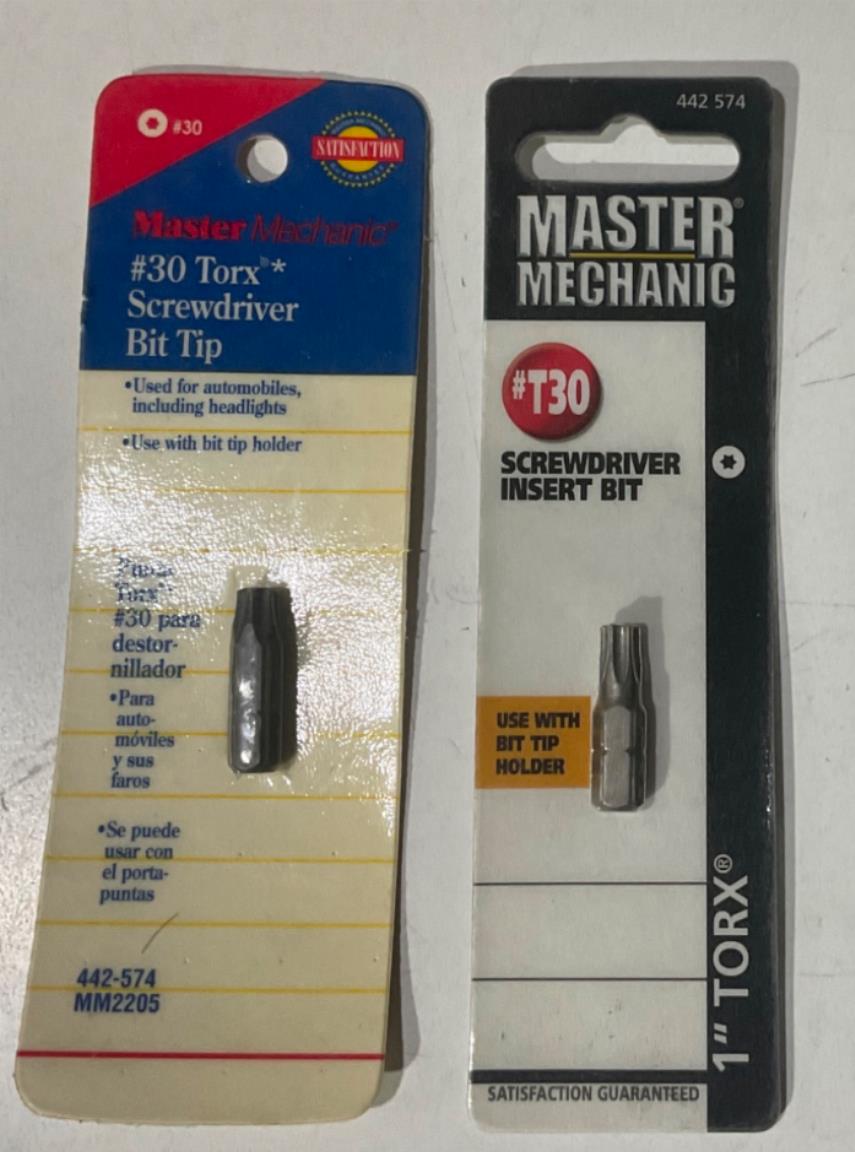 #30
SATISFACTION
Master Mechanic®
#30 Torx®*
Screwdriver
Bit Tip
•Used for automobiles,
including headlights
•Use with bit tip holder
Torx®*
#30 para
destor-
nillador
•Para
auto-
móviles
y sus
faros
•Se puede
usar con
el porta-
puntas
442-574
MM2205
442 574
MASTER®
MECHANIC
#T30
SCREWDRIVER
INSERT BIT
USE WITH
BIT TIP
HOLDER
1" TORX®
SATISFACTION GUARANTEED